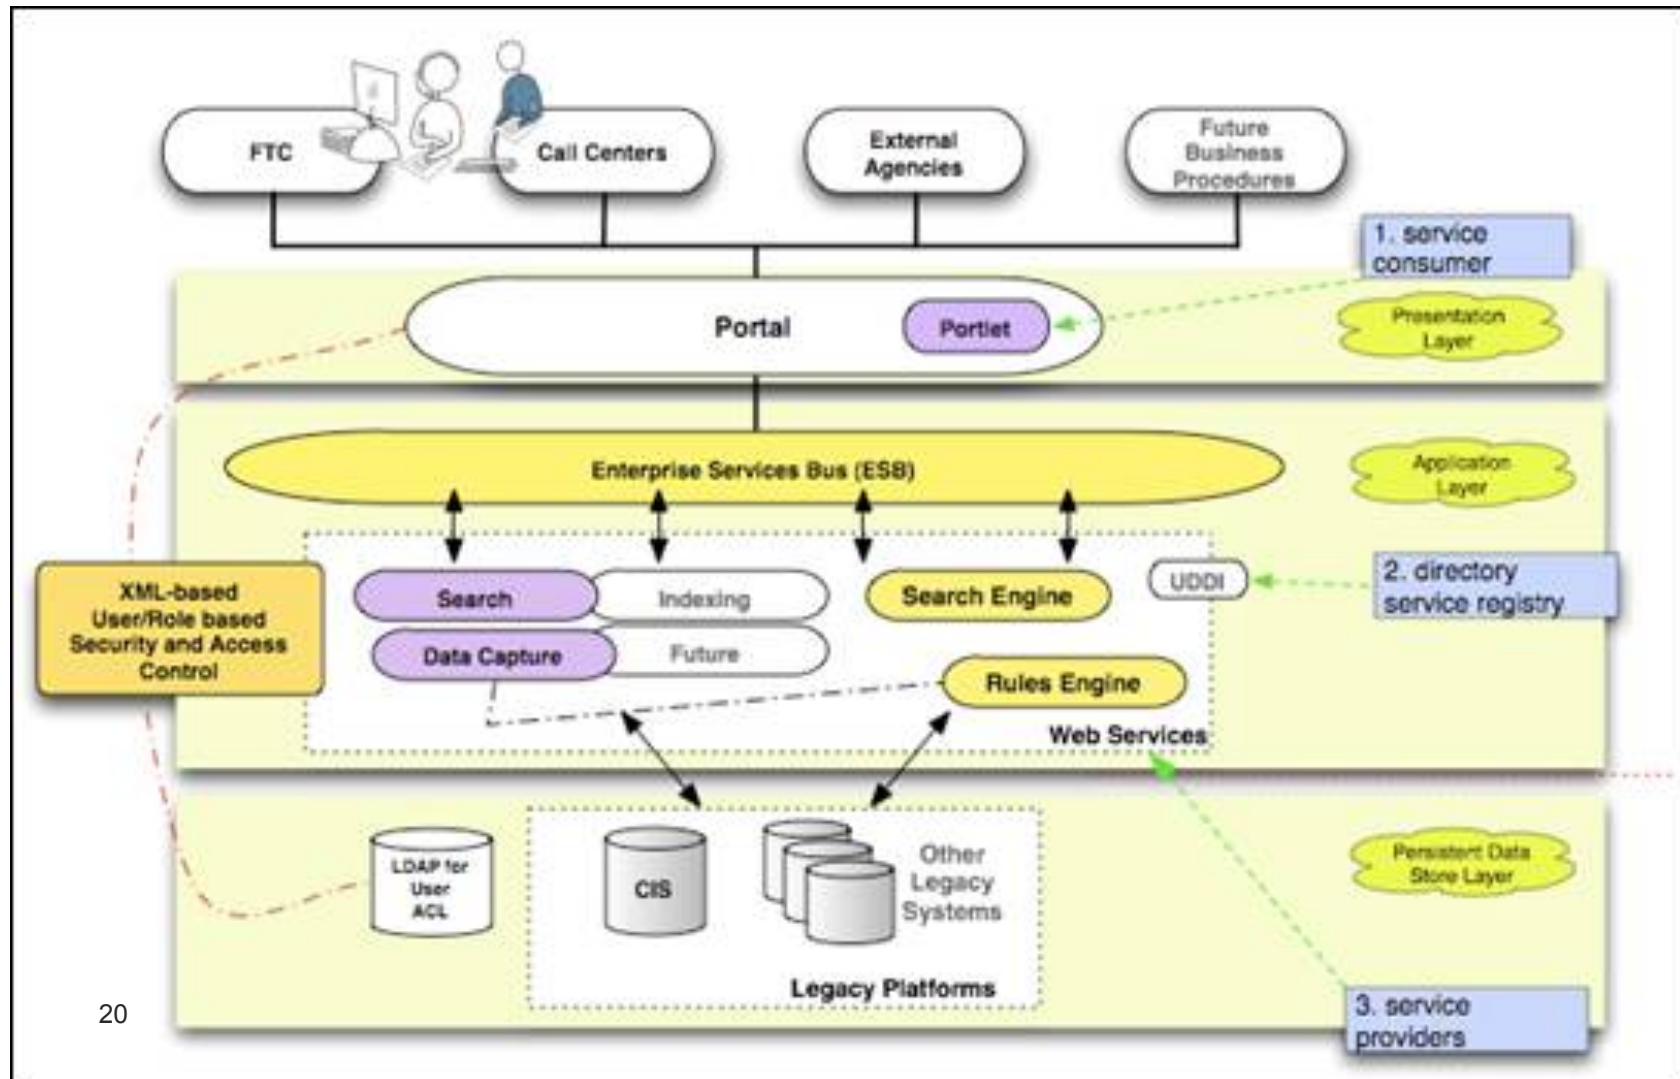 FTC
Call Centers
External
Agencies
Future
Business
Procedures
1. service
consumer
Portal
Portlet
Presentation
Layer
Enterprise Services Bus (ESB)
Application
Layer
XML-based
User/Role based
Security and Access
Control
Search
Indexing
Search Engine
UDDI
2. directory
service registry
Data Capture
Future
Rules Engine
Web Services
LDAP for
User
ACL
CIS
Other
Legacy
Systems
Persistent Data
Store Layer
Legacy Platforms
20
3. service
providers